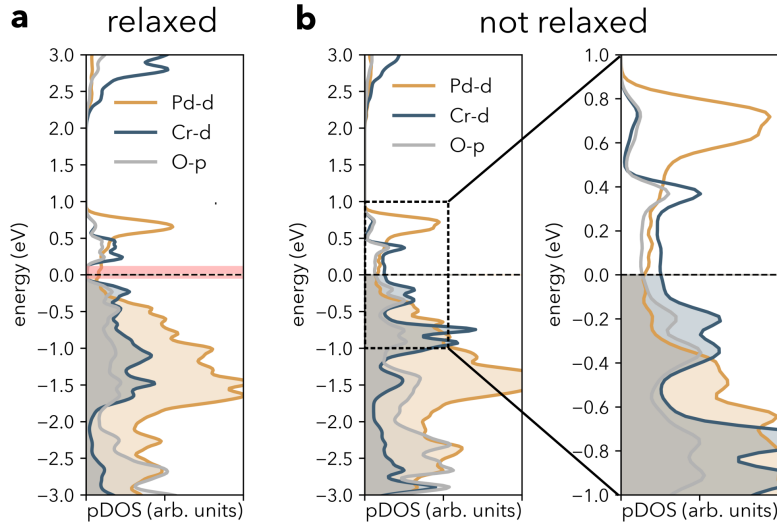 a
relaxed
b
not relaxed
3.0
2.5
2.0
1.5
1.0
0.5
0.0
−0.5
−1.0
−1.5
−2.0
−2.5
−3.0
energy (eV)
Pd-d
Cr-d
O-p
pDOS (arb. units)
3.0
2.5
2.0
1.5
1.0
0.5
0.0
−0.5
−1.0
−1.5
−2.0
−2.5
−3.0
energy (eV)
Pd-d
Cr-d
O-p
pDOS (arb. units)
1.0
0.8
0.6
0.4
0.2
0.0
−0.2
−0.4
−0.6
−0.8
−1.0
energy (eV)
pDOS (arb. units)